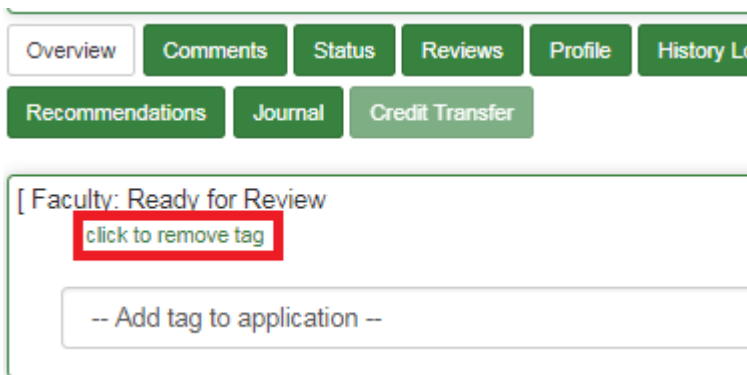 Overview Comments Status Reviews Profile History
Recommendations Journal Credit Transfer
[ Faculty: Ready for Review
click to remove tag
-- Add tag to application --